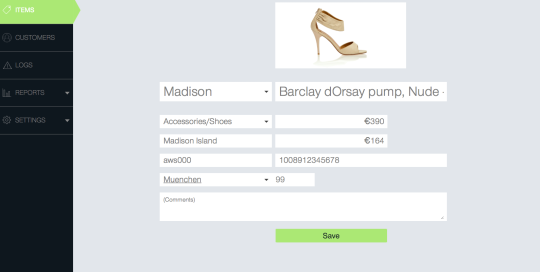 ITEMS
CUSTOMERS
LOGS
REPORTS
SETTINGS
Madison
Barclay dOrsay pump, Nude -
Accessories/Shoes
€390
Madison Island
€164
aws000
1008912345678
Muenchen
99
(Comments)
Save